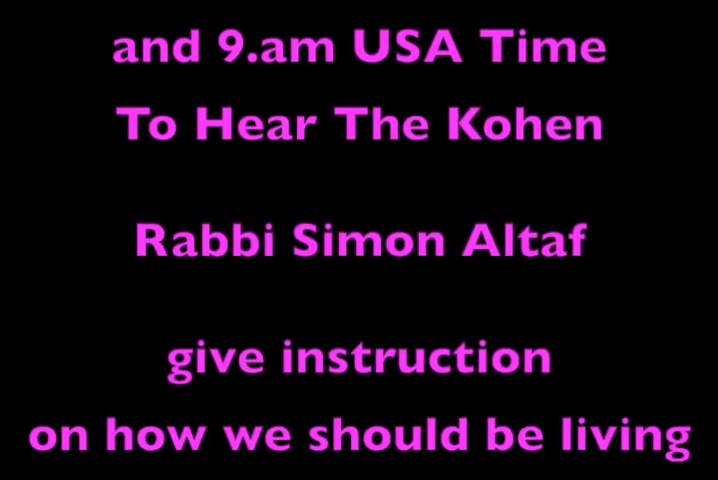 and 9.am USA Time
To Hear The Kohen
Rabbi Simon Altaf
give instruction
on how we should be living